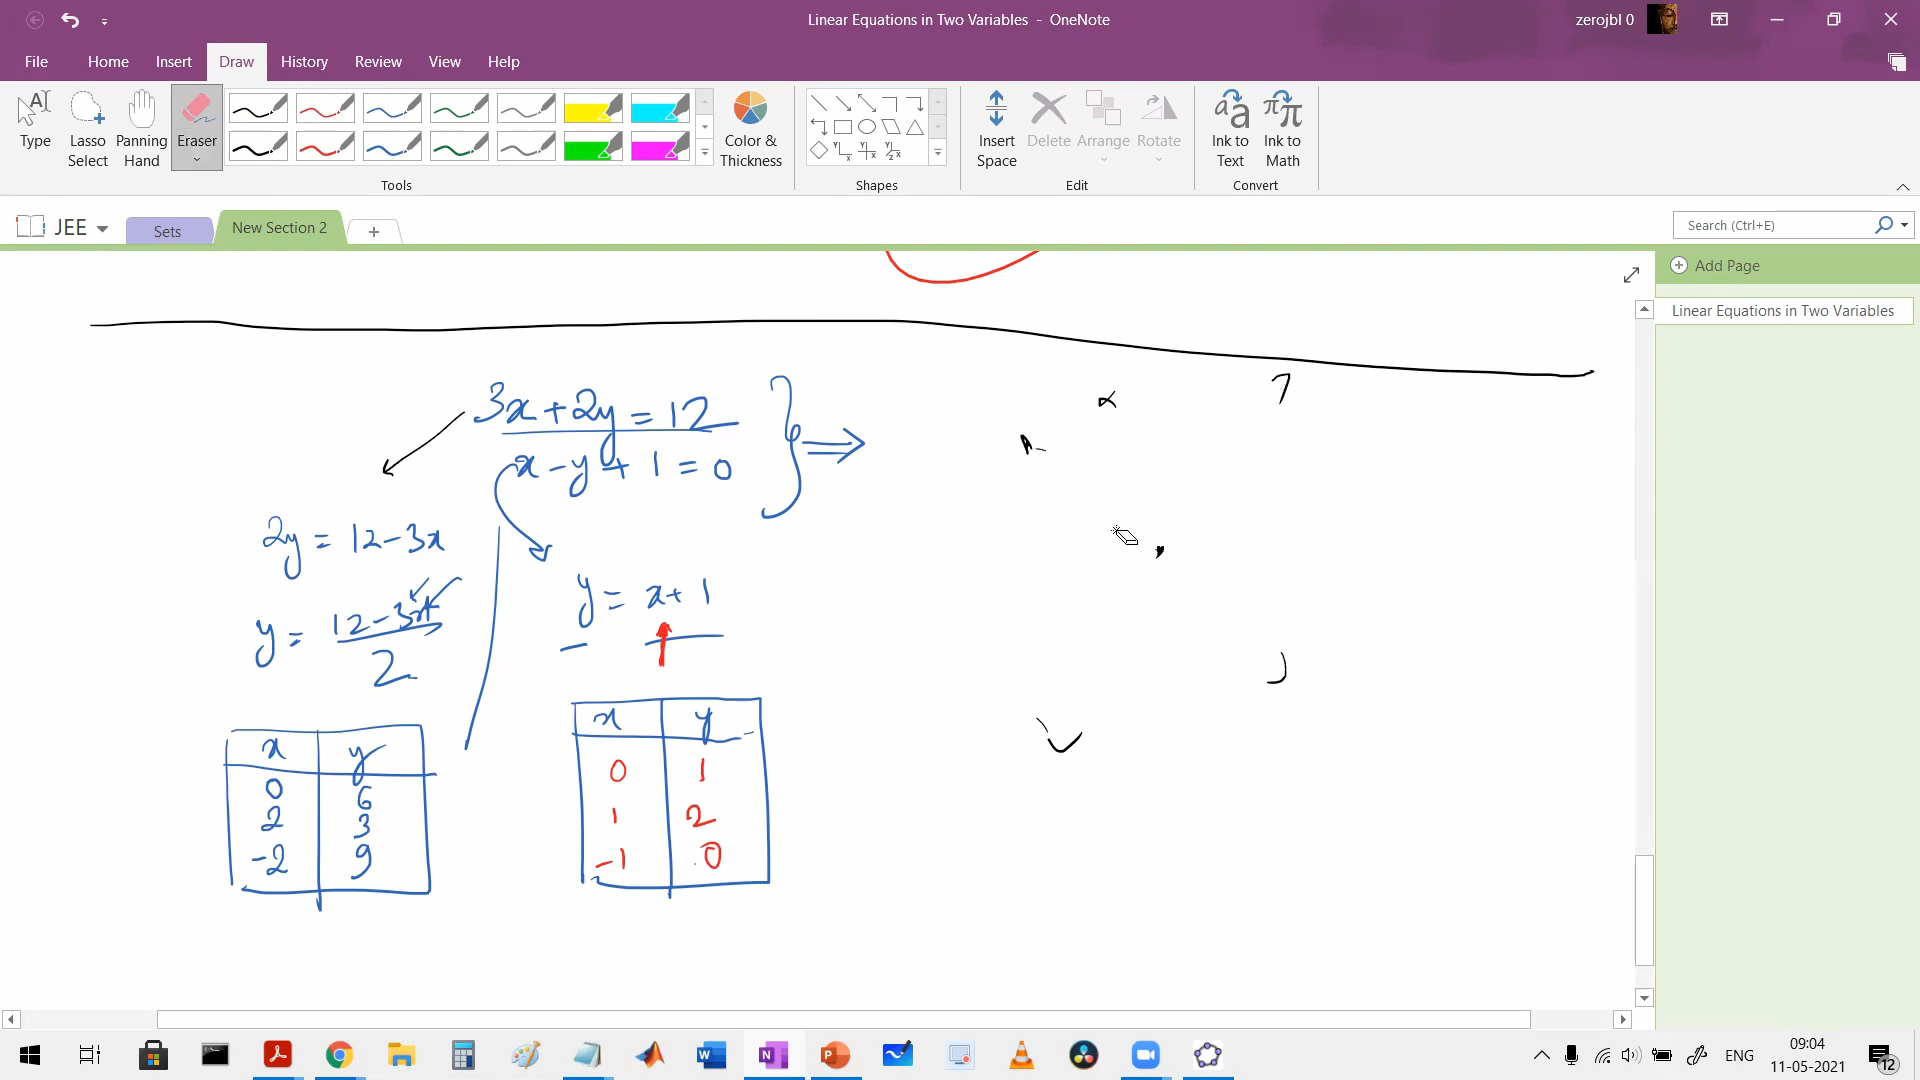 Linear Equations in Two Variables - OneNote
zerojbl 0
File Home Insert Draw History Review View Help
Type
Lasso Select
Panning Hand
Eraser
Color & Thickness
Insert Space
Delete
Arrange
Rotate
Ink to Text
Ink to Math
Tools Shapes Edit Convert
JEE
Sets
New Section 2
Search (Ctrl+E)
Add Page
Linear Equations in Two Variables
3x+2y=12
x-y+1=0
2y = 12-3x
y = x+1
y = 12-3x
2
x y
0 6
2 3
-2 9
x y
0 1
1 2
-1 0
ENG
09:04
11-05-2021
12